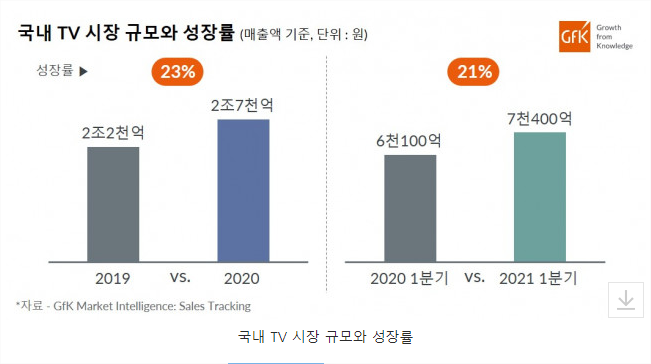 국내 TV 시장 규모와 성장률 (매출액 기준, 단위 : 원)
GfK Growth from Knowledge
성장률 ▶
23%
21%
2조2천억
2조7천억
6천100억
7천400억
2019 vs. 2020
2020 1분기 vs. 2021 1분기
*자료 - GfK Market Intelligence: Sales Tracking
국내 TV 시장 규모와 성장률